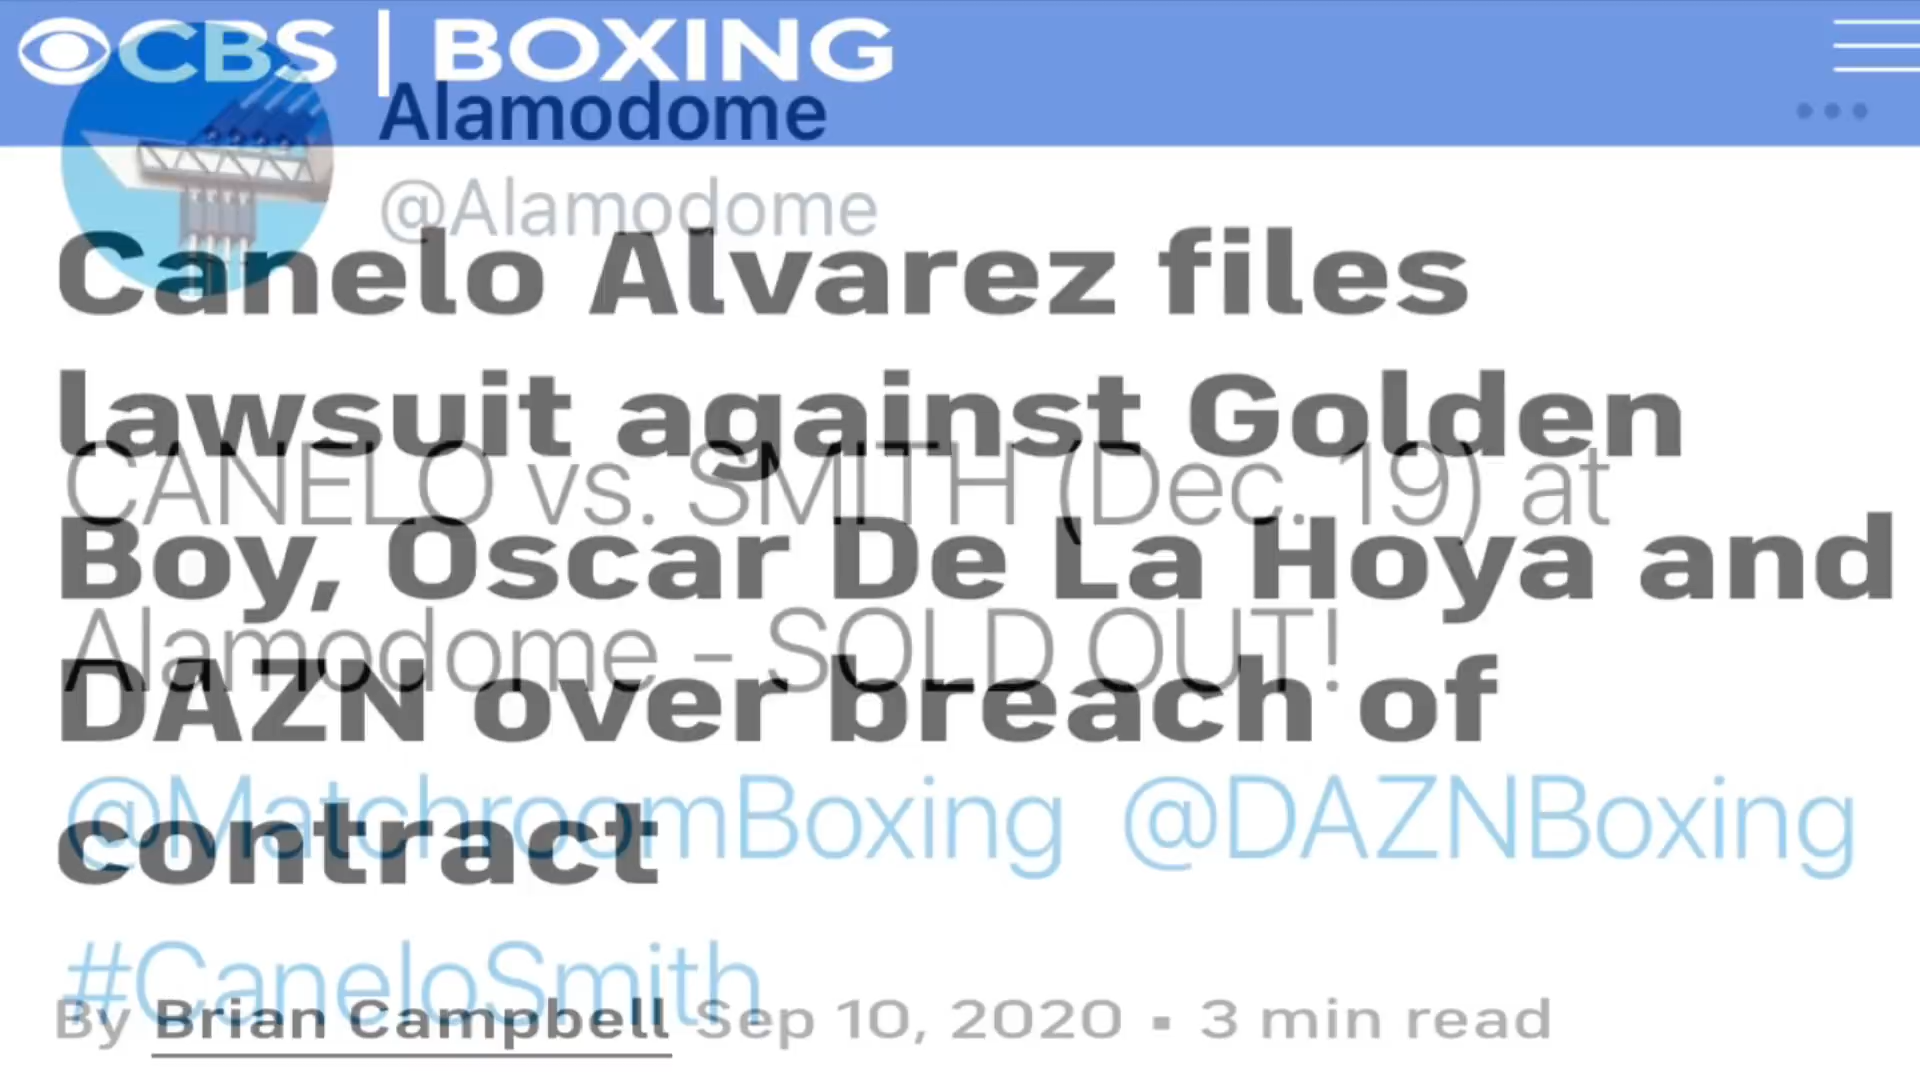 CBS | BOXING
Alamodome
@Alamodome
Canelo Alvarez files
lawsuit against Golden
CANELO vs. SMITH (Dec. 19) at
Boy, Oscar De La Hoya and
Alamodome - SOLD OUT!
DAZN over breach of
@MatchroomBoxing @DAZNBoxing
contract
#CaneloSmith
By Brian Campbell Sep 10, 2020 ▪ 3 min read